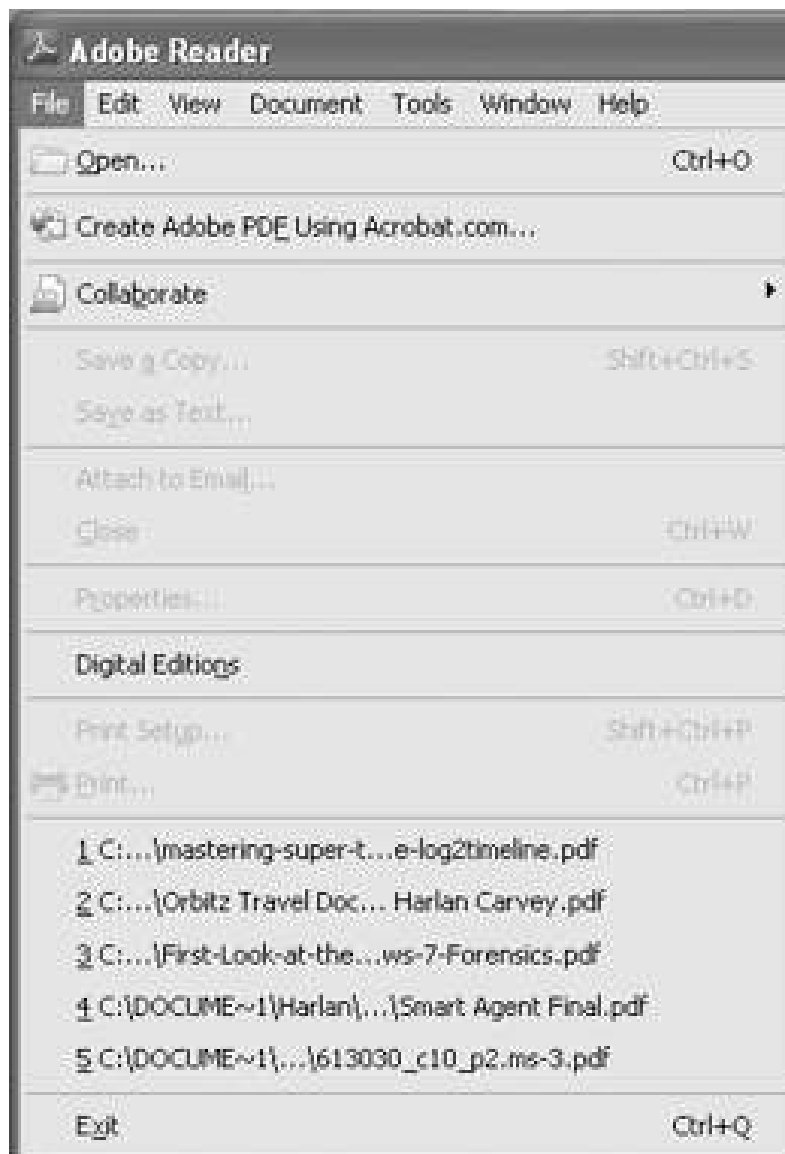 Adobe Reader
File Edit View Document Tools Window Help
Open... Ctrl+O
Create Adobe PDF Using Acrobat.com...
Collaborate
Save a Copy... Shift+Ctrl+S
Save as Text...
Attach to Email...
Close Ctrl+W
Properties... Ctrl+D
Digital Editions
Print Setup... Shift+Ctrl+P
Print... Ctrl+P
1 C:...\mastering-super-t...e-log2timeline.pdf
2 C:...\Orbitz Travel Doc... Harlan Carvey.pdf
3 C:...\First-Look-at-the...ws-7-Forensics.pdf
4 C:\DOCUME~1\Harlan\...\Smart Agent Final.pdf
5 C:\DOCUME~1\...\613030_c10_p2.ms-3.pdf
Exit Ctrl+Q